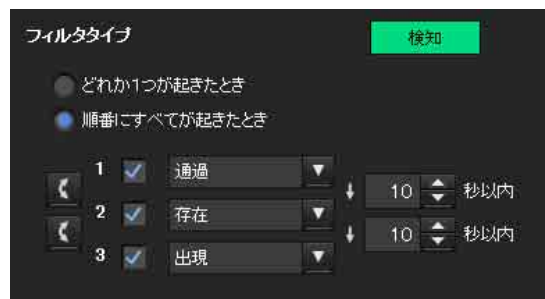 フィルタタイプ 検知
どれか1つが起きたとき
順番にすべてが起きたとき
1 通過
10 秒以内
2 存在
10 秒以内
3 出現